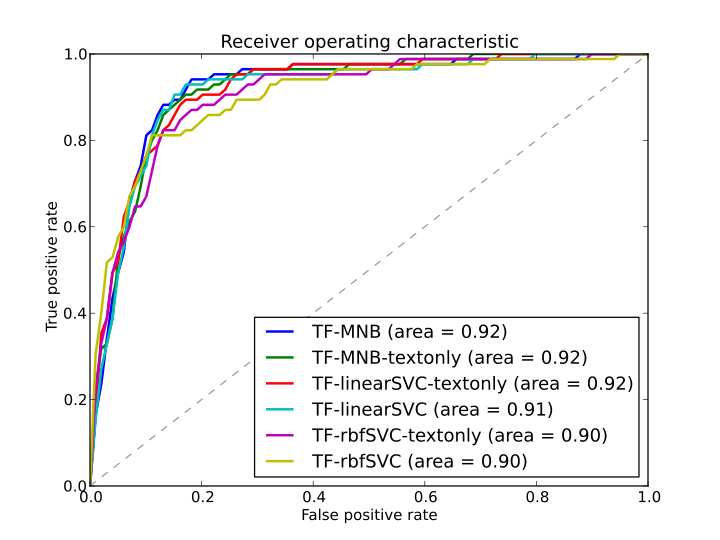 Receiver operating characteristic
1.0
0.8
0.6
0.4
0.2
0.0
True positive rate
TF-MNB (area = 0.92)
TF-MNB-textonly (area = 0.92)
TF-linearSVC-textonly (area = 0.92)
TF-linearSVC (area = 0.91)
TF-rbfSVC-textonly (area = 0.90)
TF-rbfSVC (area = 0.90)
0.0 0.2 0.4 0.6 0.8 1.0
False positive rate